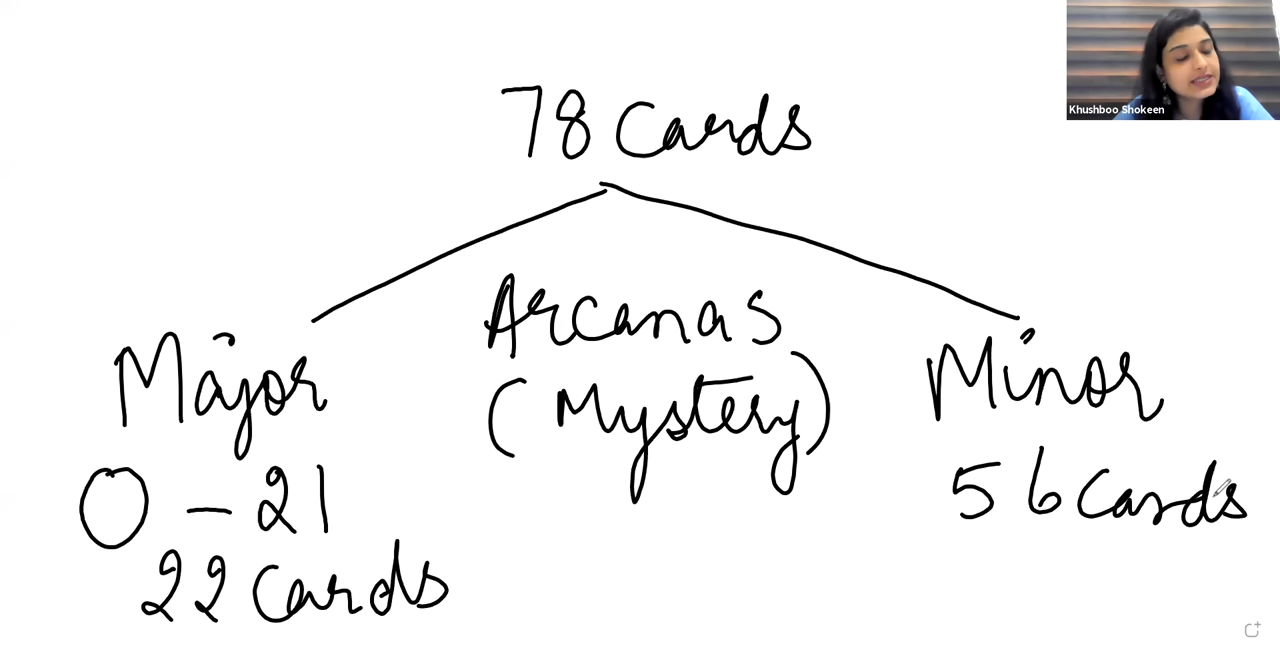 Khushboo Shokeen
78 Cards
Arcanas
(Mystery)
Major
0 – 21
22 Cards
Minor
56 Cards